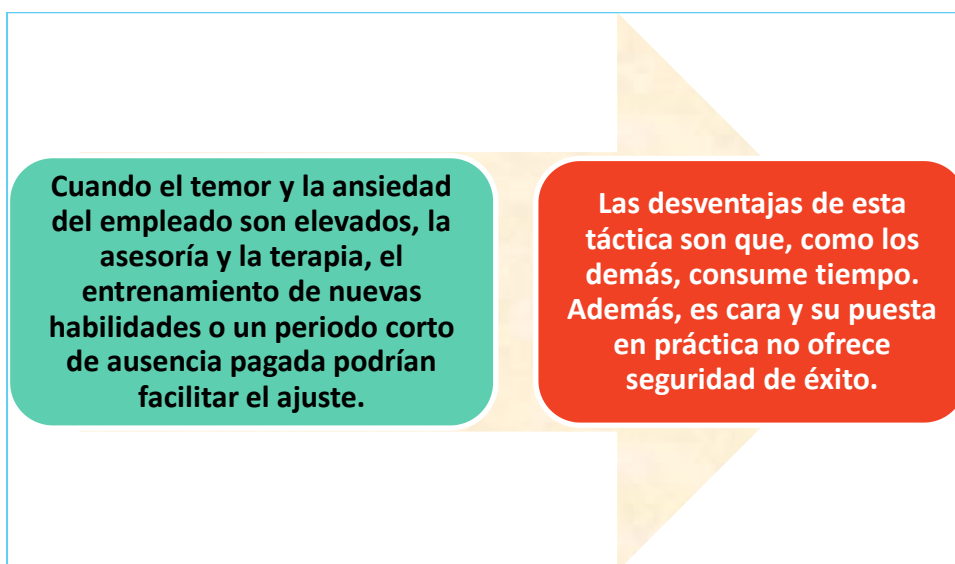 Cuando el temor y la ansiedad
del empleado son elevados, la
asesoría y la terapia, el
entrenamiento de nuevas
habilidades o un periodo corto
de ausencia pagada podrían
facilitar el ajuste.
Las desventajas de esta
táctica son que, como los
demás, consume tiempo.
Además, es cara y su puesta
en práctica no ofrece
seguridad de éxito.